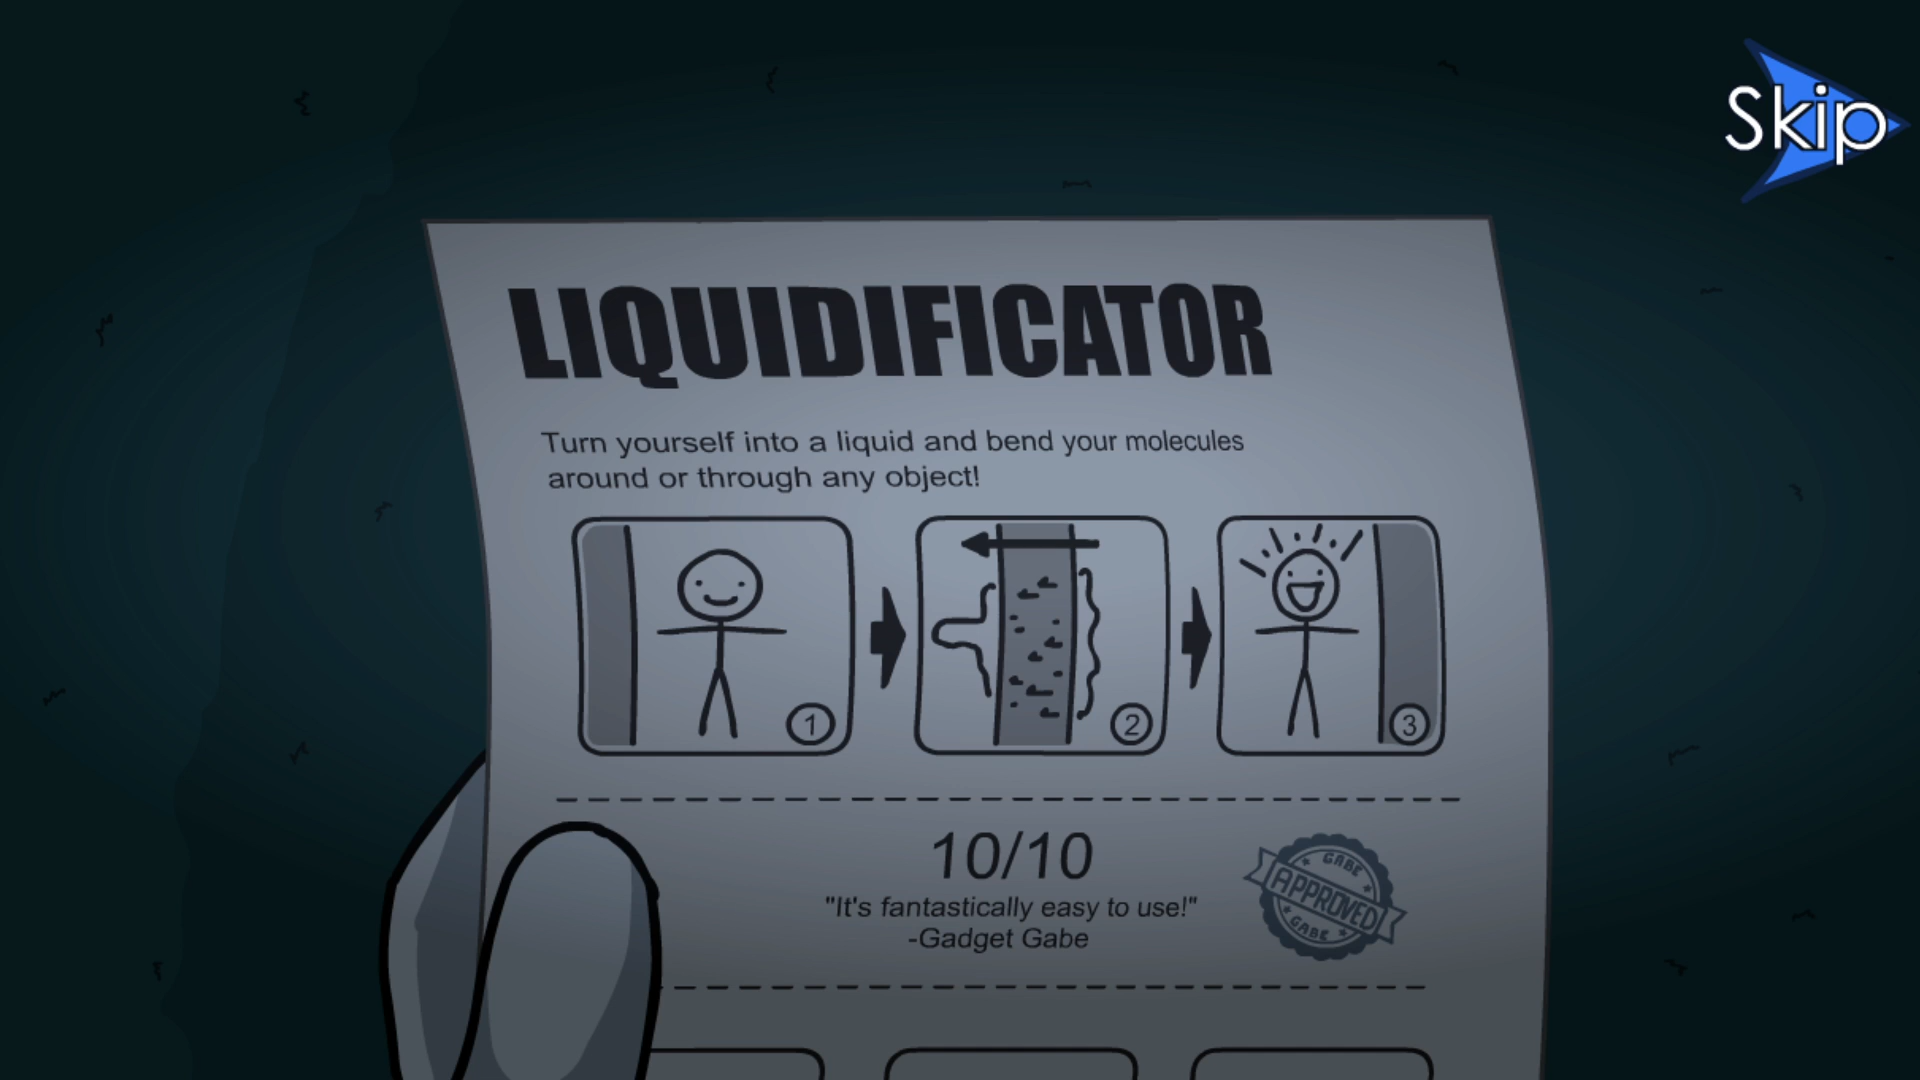 Skip
LIQUIDIFICATOR
Turn yourself into a liquid and bend your molecules
around or through any object!
1
2
3
10/10
"It's fantastically easy to use!"
-Gadget Gabe
GABE
APPROVED
GABE